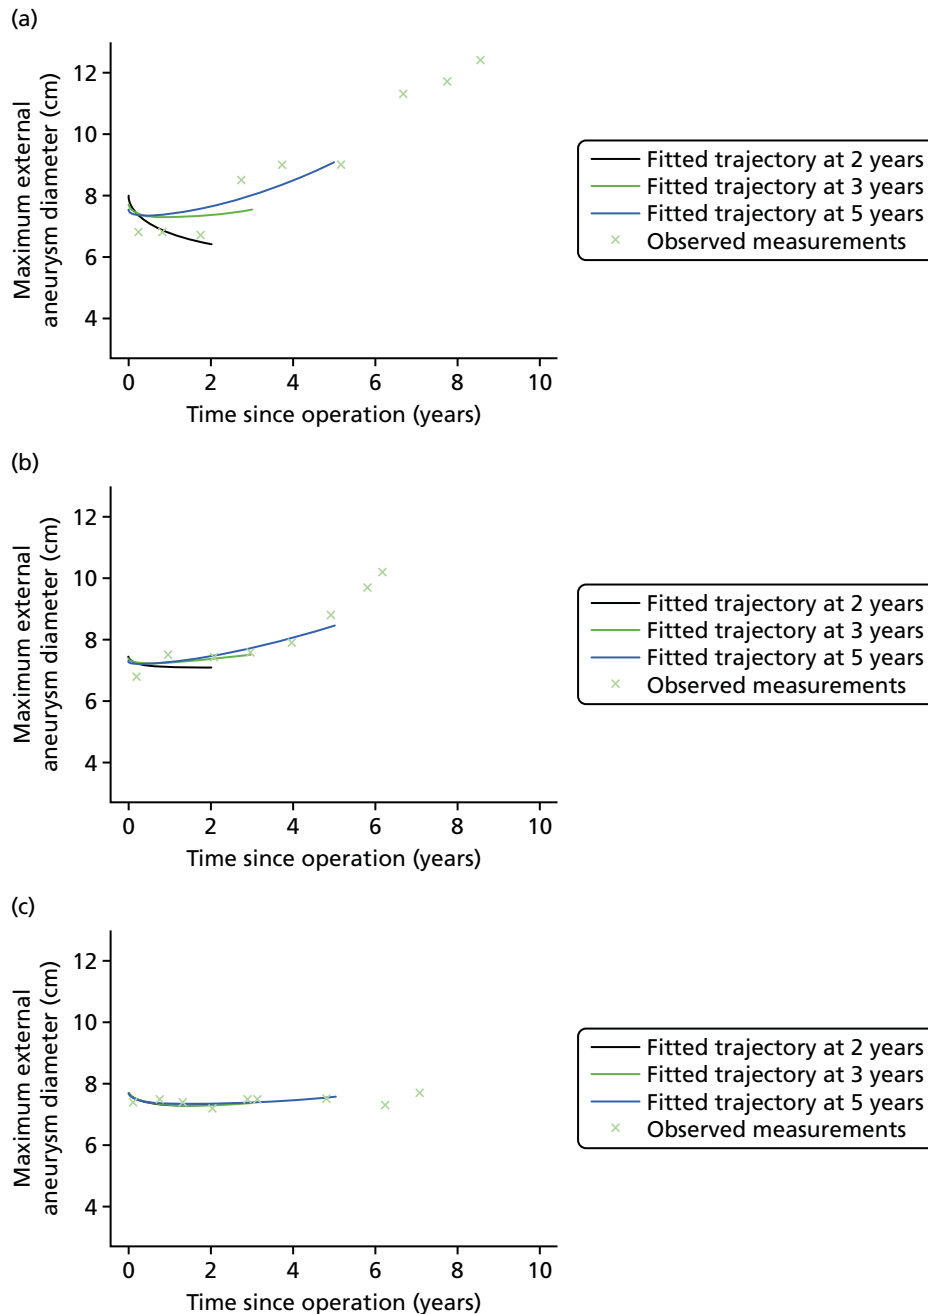 (a)
Maximum external
aneurysm diameter (cm)
12
10
8
6
4
0 2 4 6 8 10
Time since operation (years)
Fitted trajectory at 2 years
Fitted trajectory at 3 years
Fitted trajectory at 5 years
Observed measurements
(b)
Maximum external
aneurysm diameter (cm)
12
10
8
6
4
0 2 4 6 8 10
Time since operation (years)
Fitted trajectory at 2 years
Fitted trajectory at 3 years
Fitted trajectory at 5 years
Observed measurements
(c)
Maximum external
aneurysm diameter (cm)
12
10
8
6
4
0 2 4 6 8 10
Time since operation (years)
Fitted trajectory at 2 years
Fitted trajectory at 3 years
Fitted trajectory at 5 years
Observed measurements